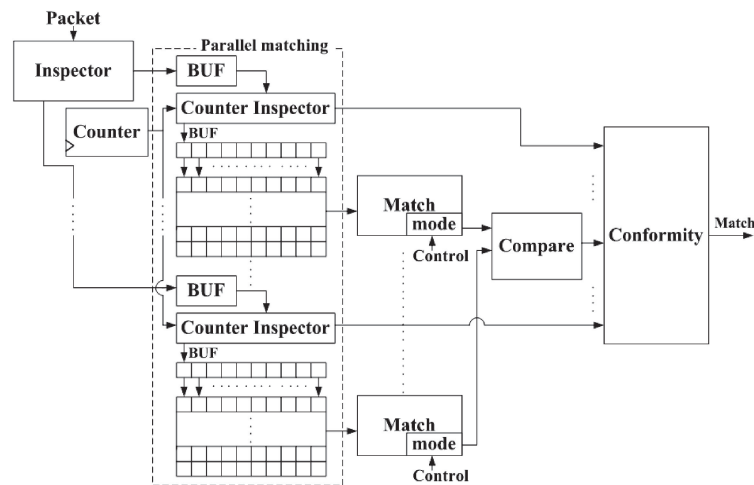 Packet
Parallel matching
Inspector
BUF
Counter Inspector
Counter
BUF
Match
mode
Control
Compare
Conformity
Match
BUF
Counter Inspector
BUF
Match
mode
Control